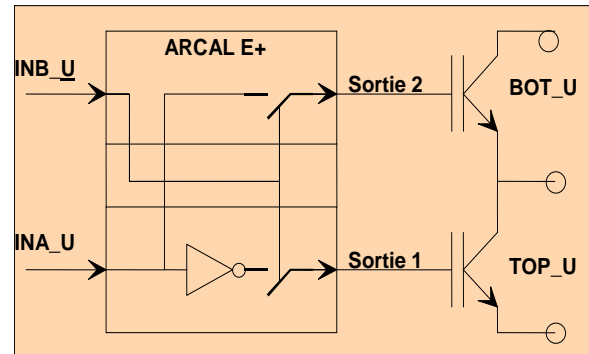 ARCAL E+
INB_U
Sortie 2
BOT_U
INA_U
Sortie 1
TOP_U